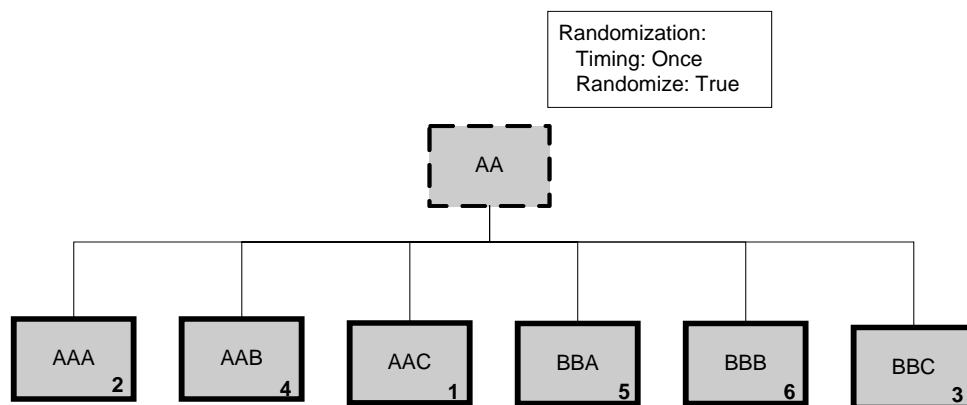 Randomization:
Timing: Once
Randomize: True
AA
AAA
2
AAB
4
AAC
1
BBA
5
BBB
6
BBC
3